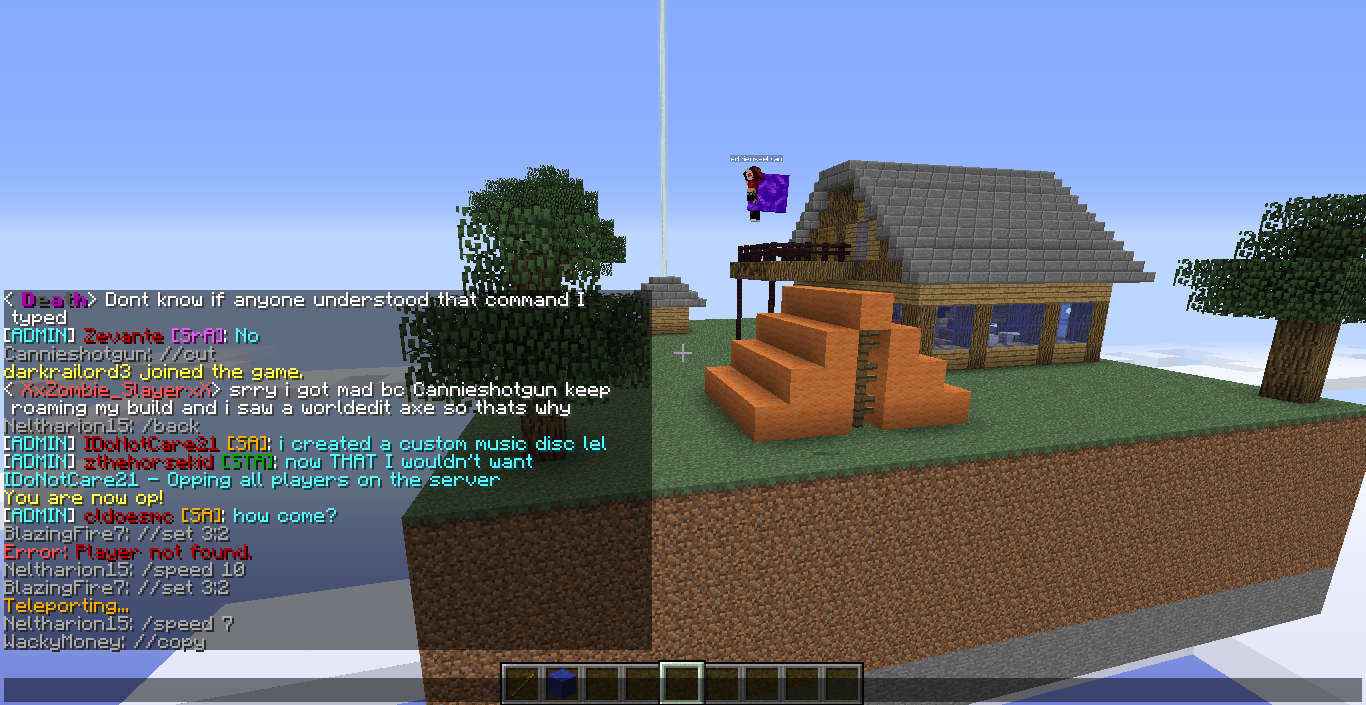 < Death> Dont know if anyone understood that command I
typed
[ADMIN] Zevante [SrA]: No
Cannieshotgun: //cut
darkrailord3 joined the game.
< XxZombie_SlayerxX> srry i got mad bc Cannieshotgun keep
roaming my build and i saw a worldedit axe so thats why
Neltharion15: /back
[ADMIN] IDoNotCare21 [SA]: i created a custom music disc lel
[ADMIN] zthehorsekid [STA]: now THAT I wouldn't want
IDoNotCare21 - Opping all players on the server
You are now op!
[ADMIN] cldoesmc [SA]: how come?
BlazingFire7: //set 3:2
Error: Player not found.
Neltharion15: /speed 10
BlazingFire7: //set 3:2
Teleporting...
Neltharion15: /speed 7
WackyMoney: //copy